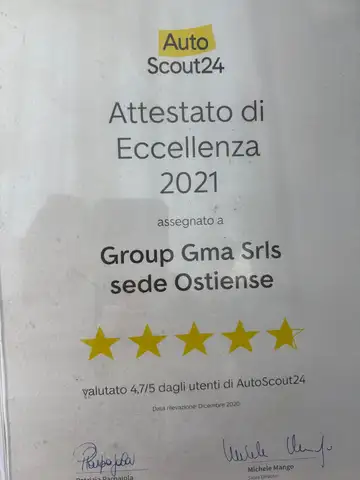 Auto
Scout24
Attestato di
Eccellenza
2021
assegnato a
Group Gma Srls
sede Ostiense
valutato 4,7/5 dagli utenti di AutoScout24
Data rilevazione: Dicembre 2020
Michele Mango